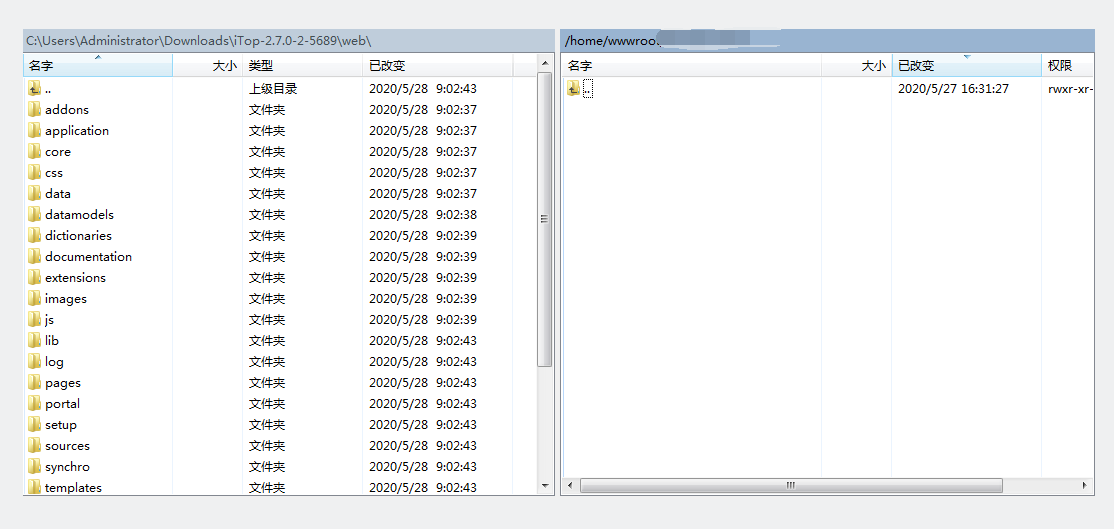 C:\Users\Administrator\Downloads\iTop-2.7.0-2-5689\web\
名字 大小 类型 已改变
.. 上级目录 2020/5/28 9:02:43
addons 文件夹 2020/5/28 9:02:37
application 文件夹 2020/5/28 9:02:37
core 文件夹 2020/5/28 9:02:37
css 文件夹 2020/5/28 9:02:37
data 文件夹 2020/5/28 9:02:37
datamodels 文件夹 2020/5/28 9:02:38
dictionaries 文件夹 2020/5/28 9:02:39
documentation 文件夹 2020/5/28 9:02:39
extensions 文件夹 2020/5/28 9:02:39
images 文件夹 2020/5/28 9:02:39
js 文件夹 2020/5/28 9:02:39
lib 文件夹 2020/5/28 9:02:43
log 文件夹 2020/5/28 9:02:43
pages 文件夹 2020/5/28 9:02:43
portal 文件夹 2020/5/28 9:02:43
setup 文件夹 2020/5/28 9:02:43
sources 文件夹 2020/5/28 9:02:43
synchro 文件夹 2020/5/28 9:02:43
templates 文件夹 2020/5/28 9:02:43
/home/wwwroo
名字 大小 已改变 权限
.. 2020/5/27 16:31:27 rwxr-xr-